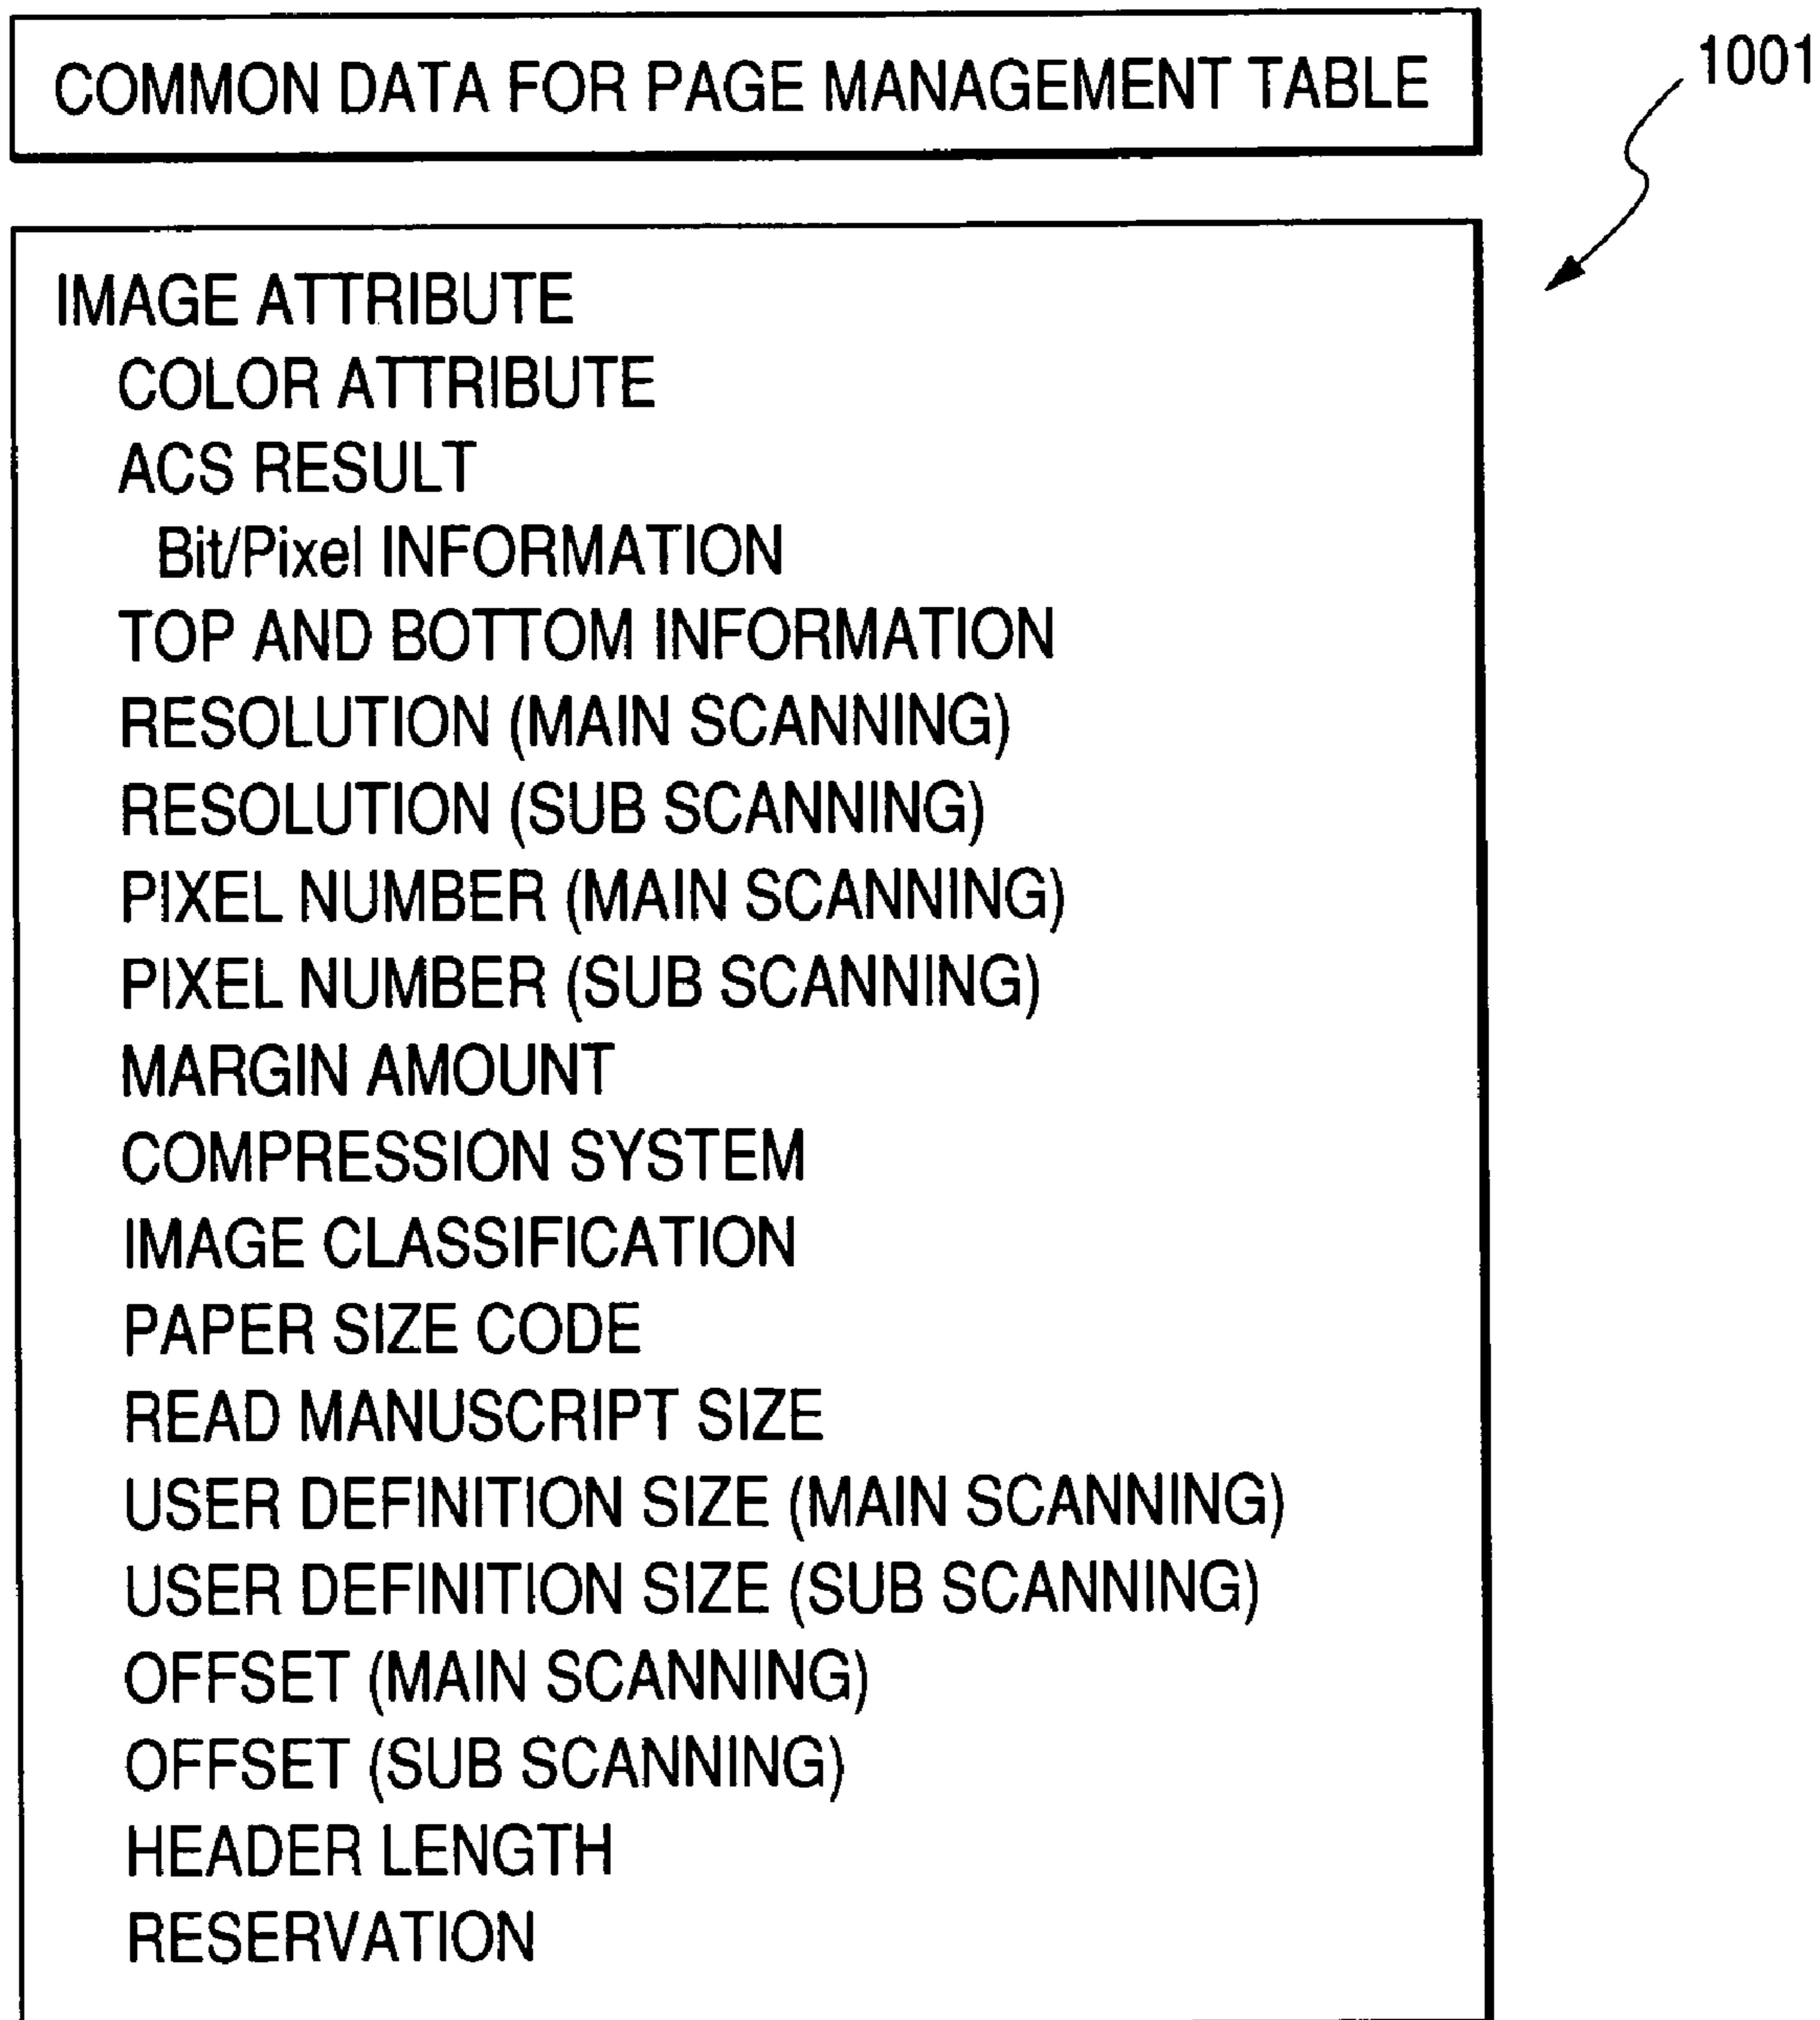 COMMON DATA FOR PAGE MANAGEMENT TABLE
1001
IMAGE ATTRIBUTE
COLOR ATTRIBUTE
ACS RESULT
Bit/Pixel INFORMATION
TOP AND BOTTOM INFORMATION
RESOLUTION (MAIN SCANNING)
RESOLUTION (SUB SCANNING)
PIXEL NUMBER (MAIN SCANNING)
PIXEL NUMBER (SUB SCANNING)
MARGIN AMOUNT
COMPRESSION SYSTEM
IMAGE CLASSIFICATION
PAPER SIZE CODE
READ MANUSCRIPT SIZE
USER DEFINITION SIZE (MAIN SCANNING)
USER DEFINITION SIZE (SUB SCANNING)
OFFSET (MAIN SCANNING)
OFFSET (SUB SCANNING)
HEADER LENGTH
RESERVATION